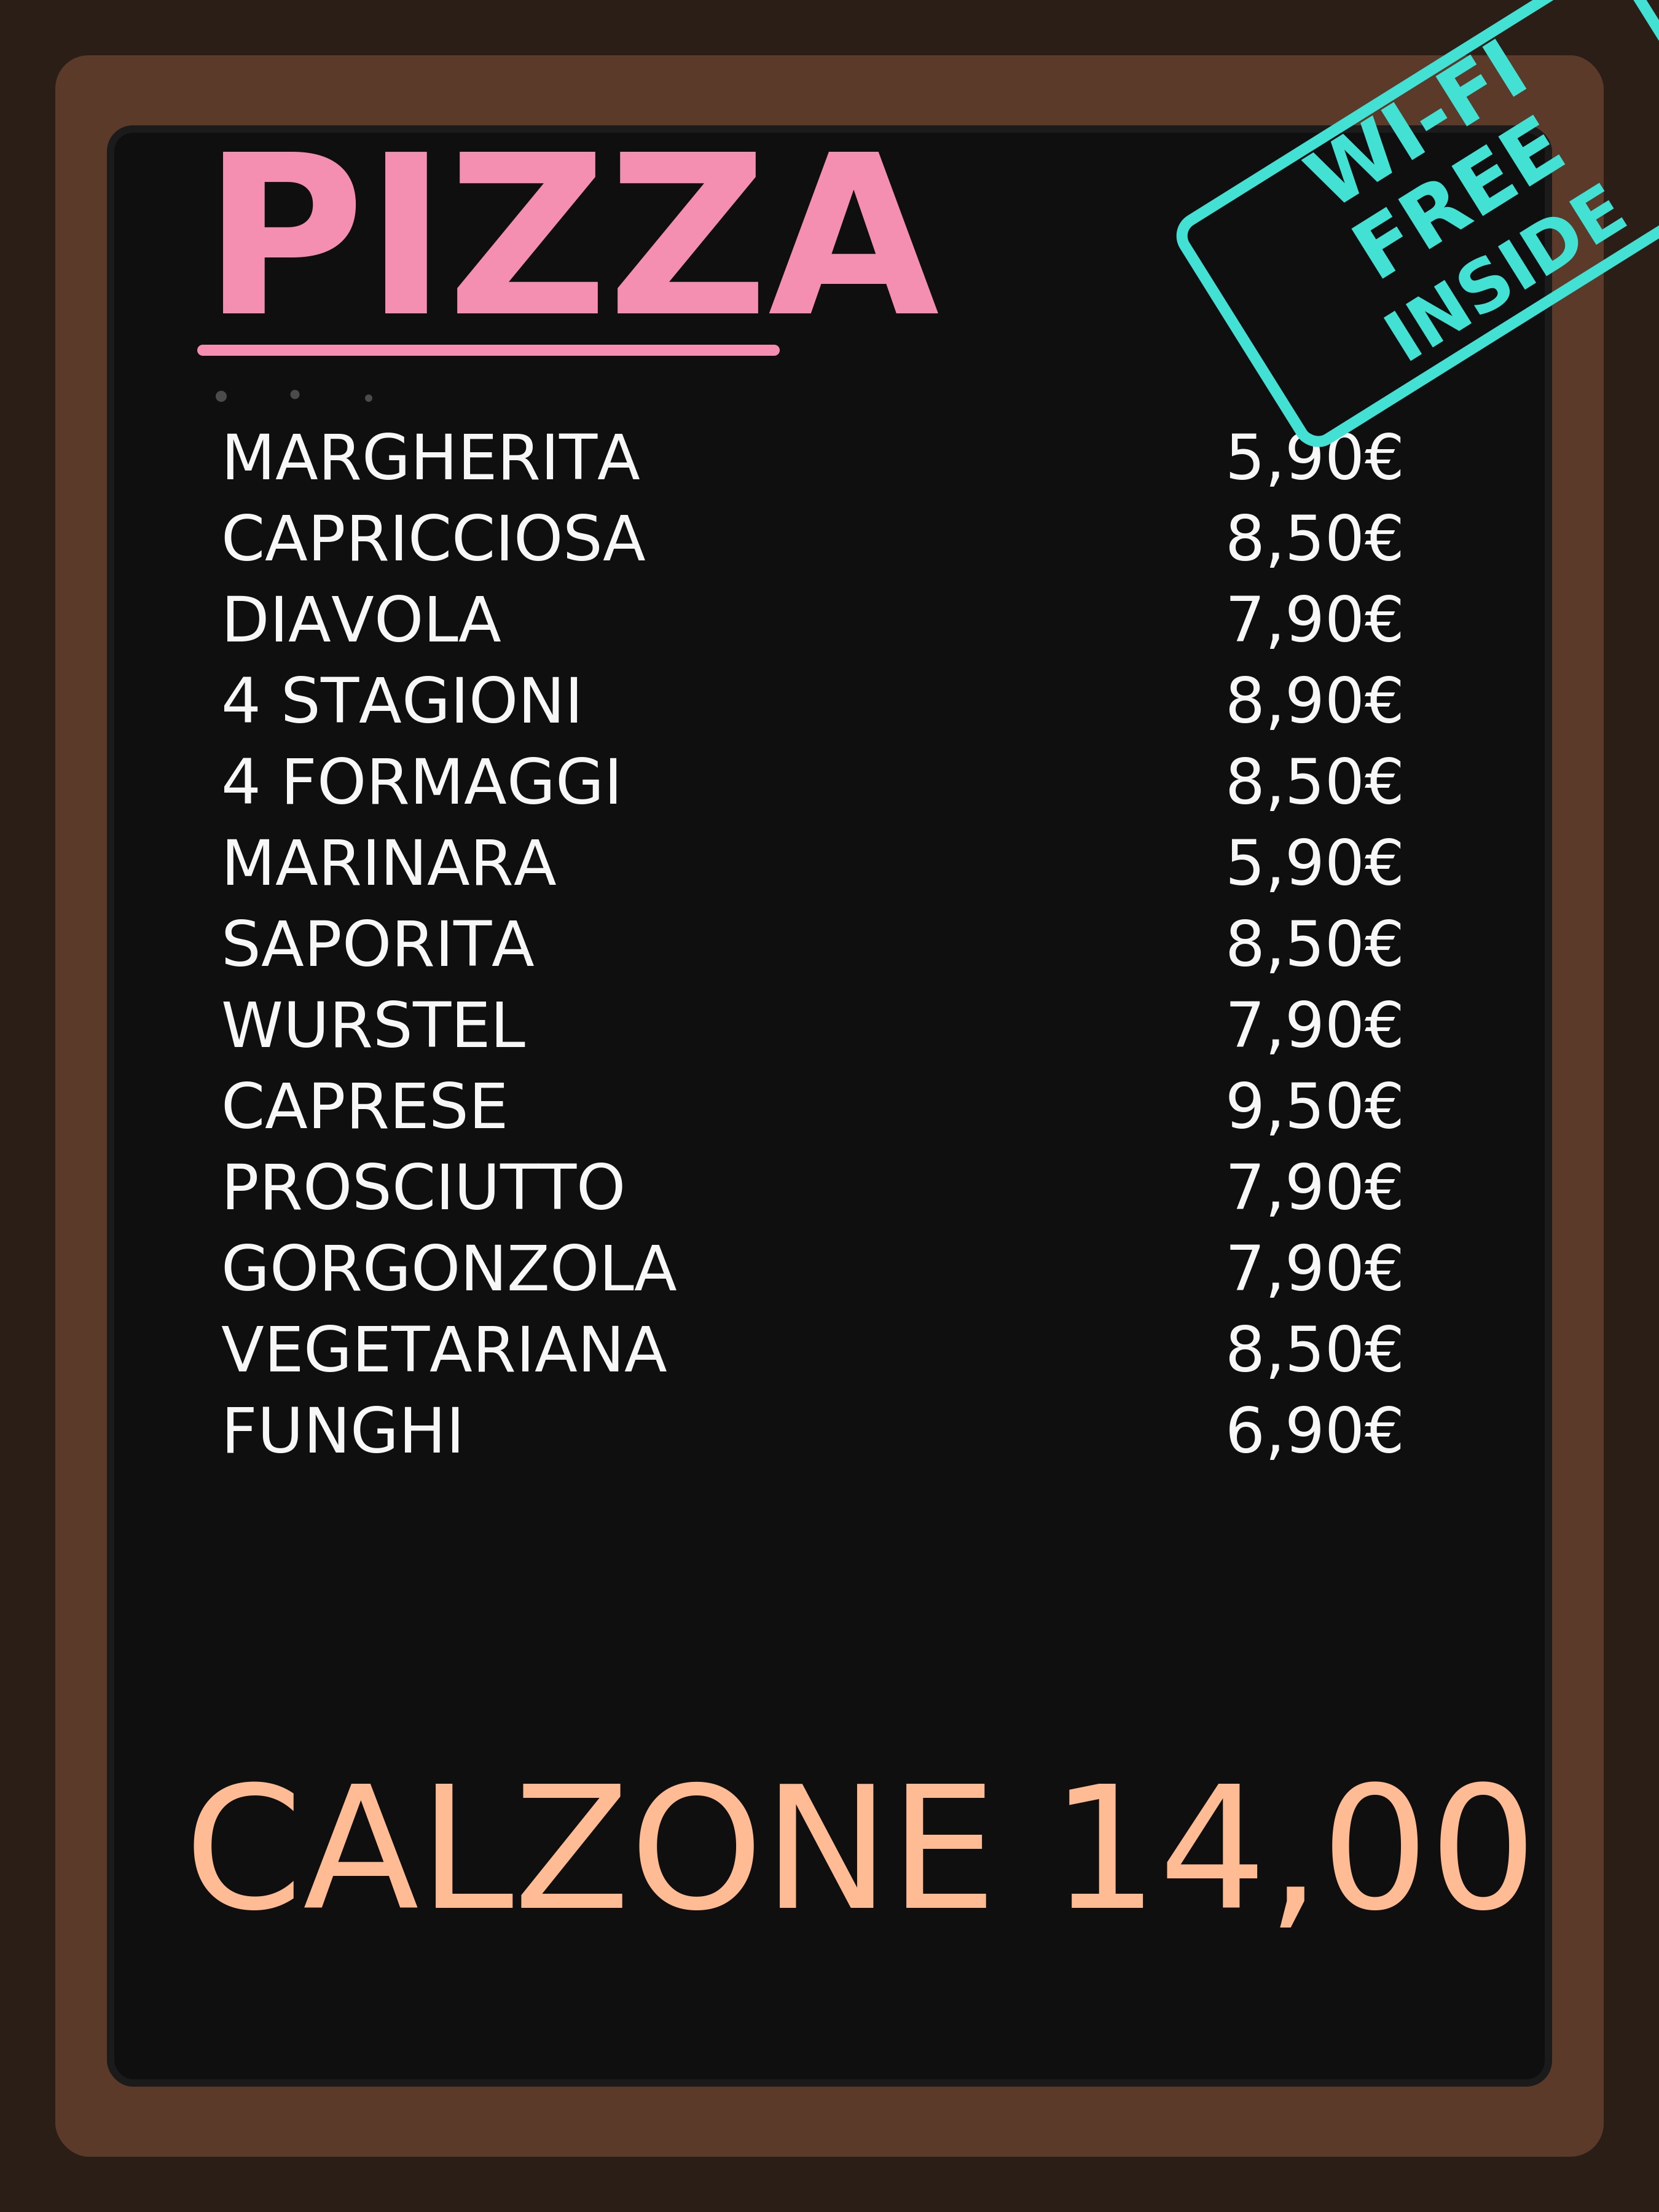 PIZZA
WI-FI
FREE
INSIDE
MARGHERITA 5,90€
CAPRICCIOSA 8,50€
DIAVOLA 7,90€
4 STAGIONI 8,90€
4 FORMAGGI 8,50€
MARINARA 5,90€
SAPORITA 8,50€
WURSTEL 7,90€
CAPRESE 9,50€
PROSCIUTTO 7,90€
GORGONZOLA 7,90€
VEGETARIANA 8,50€
FUNGHI 6,90€
CALZONE 14,00